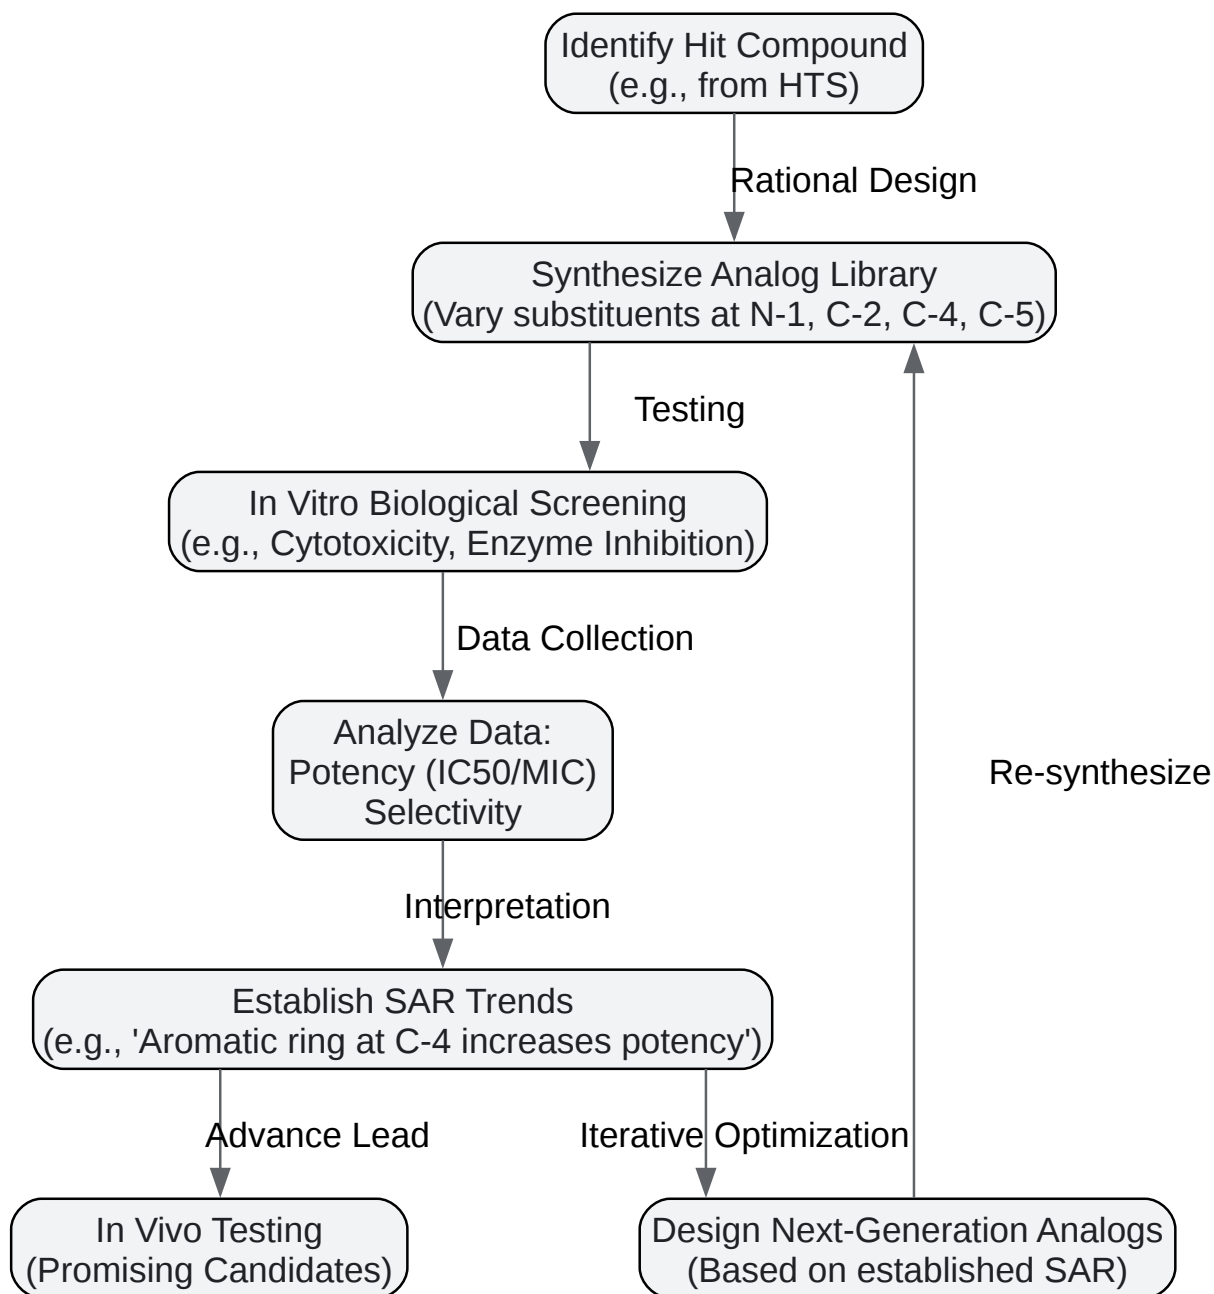 Identify Hit Compound
(e.g., from HTS)
Rational Design
Synthesize Analog Library
(Vary substituents at N-1, C-2, C-4, C-5)
Testing
In Vitro Biological Screening
(e.g., Cytotoxicity, Enzyme Inhibition)
Data Collection
Analyze Data:
Potency (IC50/MIC)
Selectivity
Re-synthesize
Interpretation
Establish SAR Trends
(e.g., 'Aromatic ring at C-4 increases potency')
Advance Lead
Iterative Optimization
In Vivo Testing
(Promising Candidates)
Design Next-Generation Analogs
(Based on established SAR)